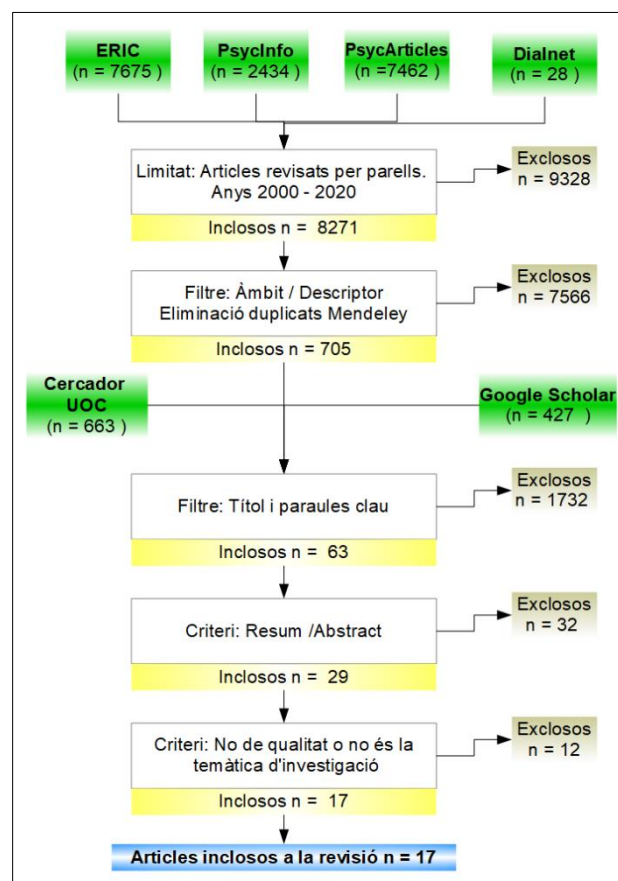 ERIC
(n = 7675 )
PsycInfo
(n = 2434 )
PsycArticles
(n =7462 )
Dialnet
(n = 28 )
Limitat: Articles revisats per parells.
Anys 2000 - 2020
Exclosos
n = 9328
Inclosos n = 8271
Filtre: Àmbit / Descriptor
Eliminació duplicats Mendeley
Exclosos
n = 7566
Inclosos n = 705
Cercador
UOC
(n = 663 )
Google Scholar
(n = 427 )
Filtre: Títol i paraules clau
Exclosos
n = 1732
Inclosos n = 63
Criteri: Resum /Abstract
Exclosos
n = 32
Inclosos n = 29
Criteri: No de qualitat o no és la
temàtica d'investigació
Exclosos
n = 12
Inclosos n = 17
Articles inclosos a la revisió n = 17